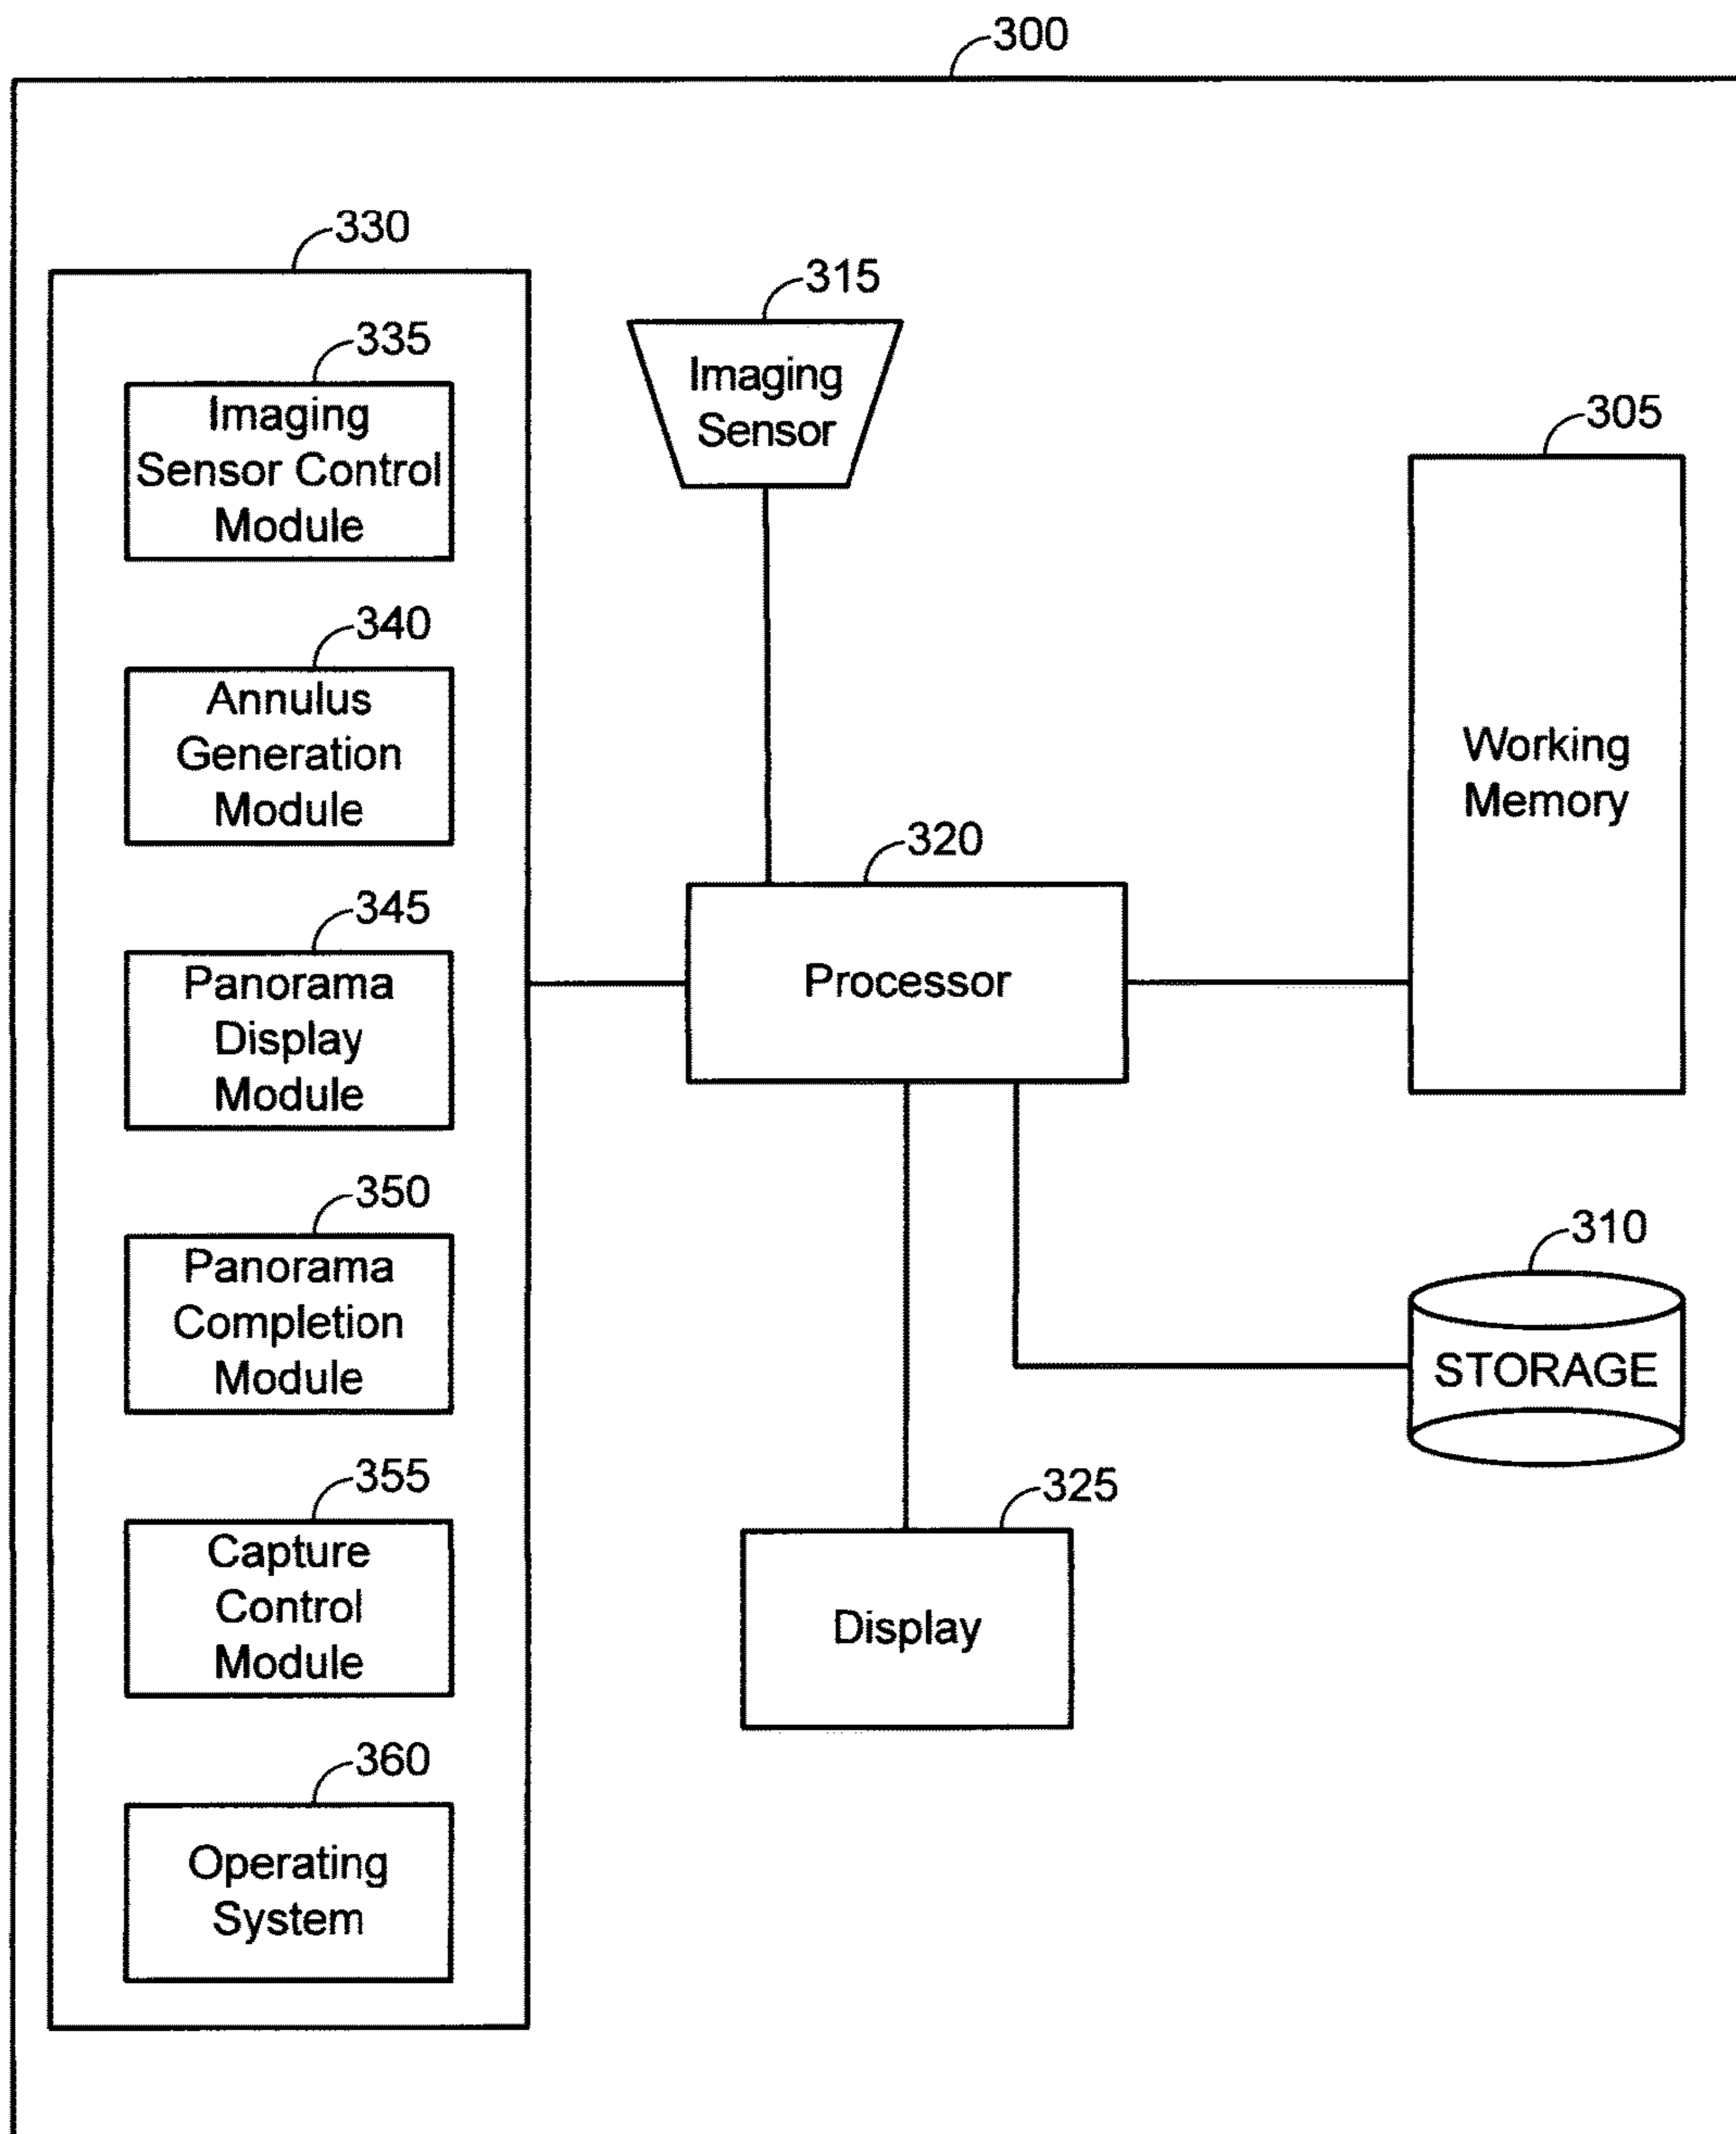 300
330
335
Imaging
Sensor Control
Module
340
Annulus
Generation
Module
345
Panorama
Display
Module
350
Panorama
Completion
Module
355
Capture
Control
Module
360
Operating
System
315
Imaging
Sensor
320
Processor
305
Working
Memory
310
STORAGE
325
Display